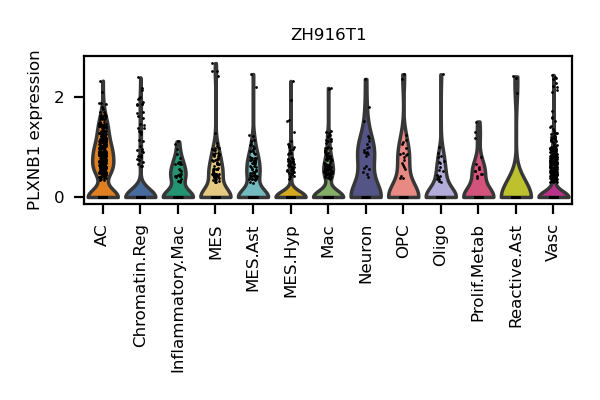 ZH916T1
PLXNB1 expression
2
0
AC
Chromatin.Reg
Inflammatory.Mac
MES
MES.Ast
MES.Hyp
Mac
Neuron
OPC
Oligo
Prolif.Metab
Reactive.Ast
Vasc